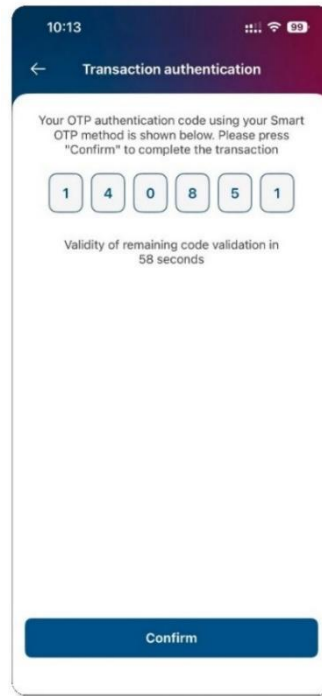 10:13
99
Transaction authentication
Your OTP authentication code using your Smart
OTP method is shown below. Please press
"Confirm" to complete the transaction
1 4 0 8 5 1
Validity of remaining code validation in
58 seconds
Confirm